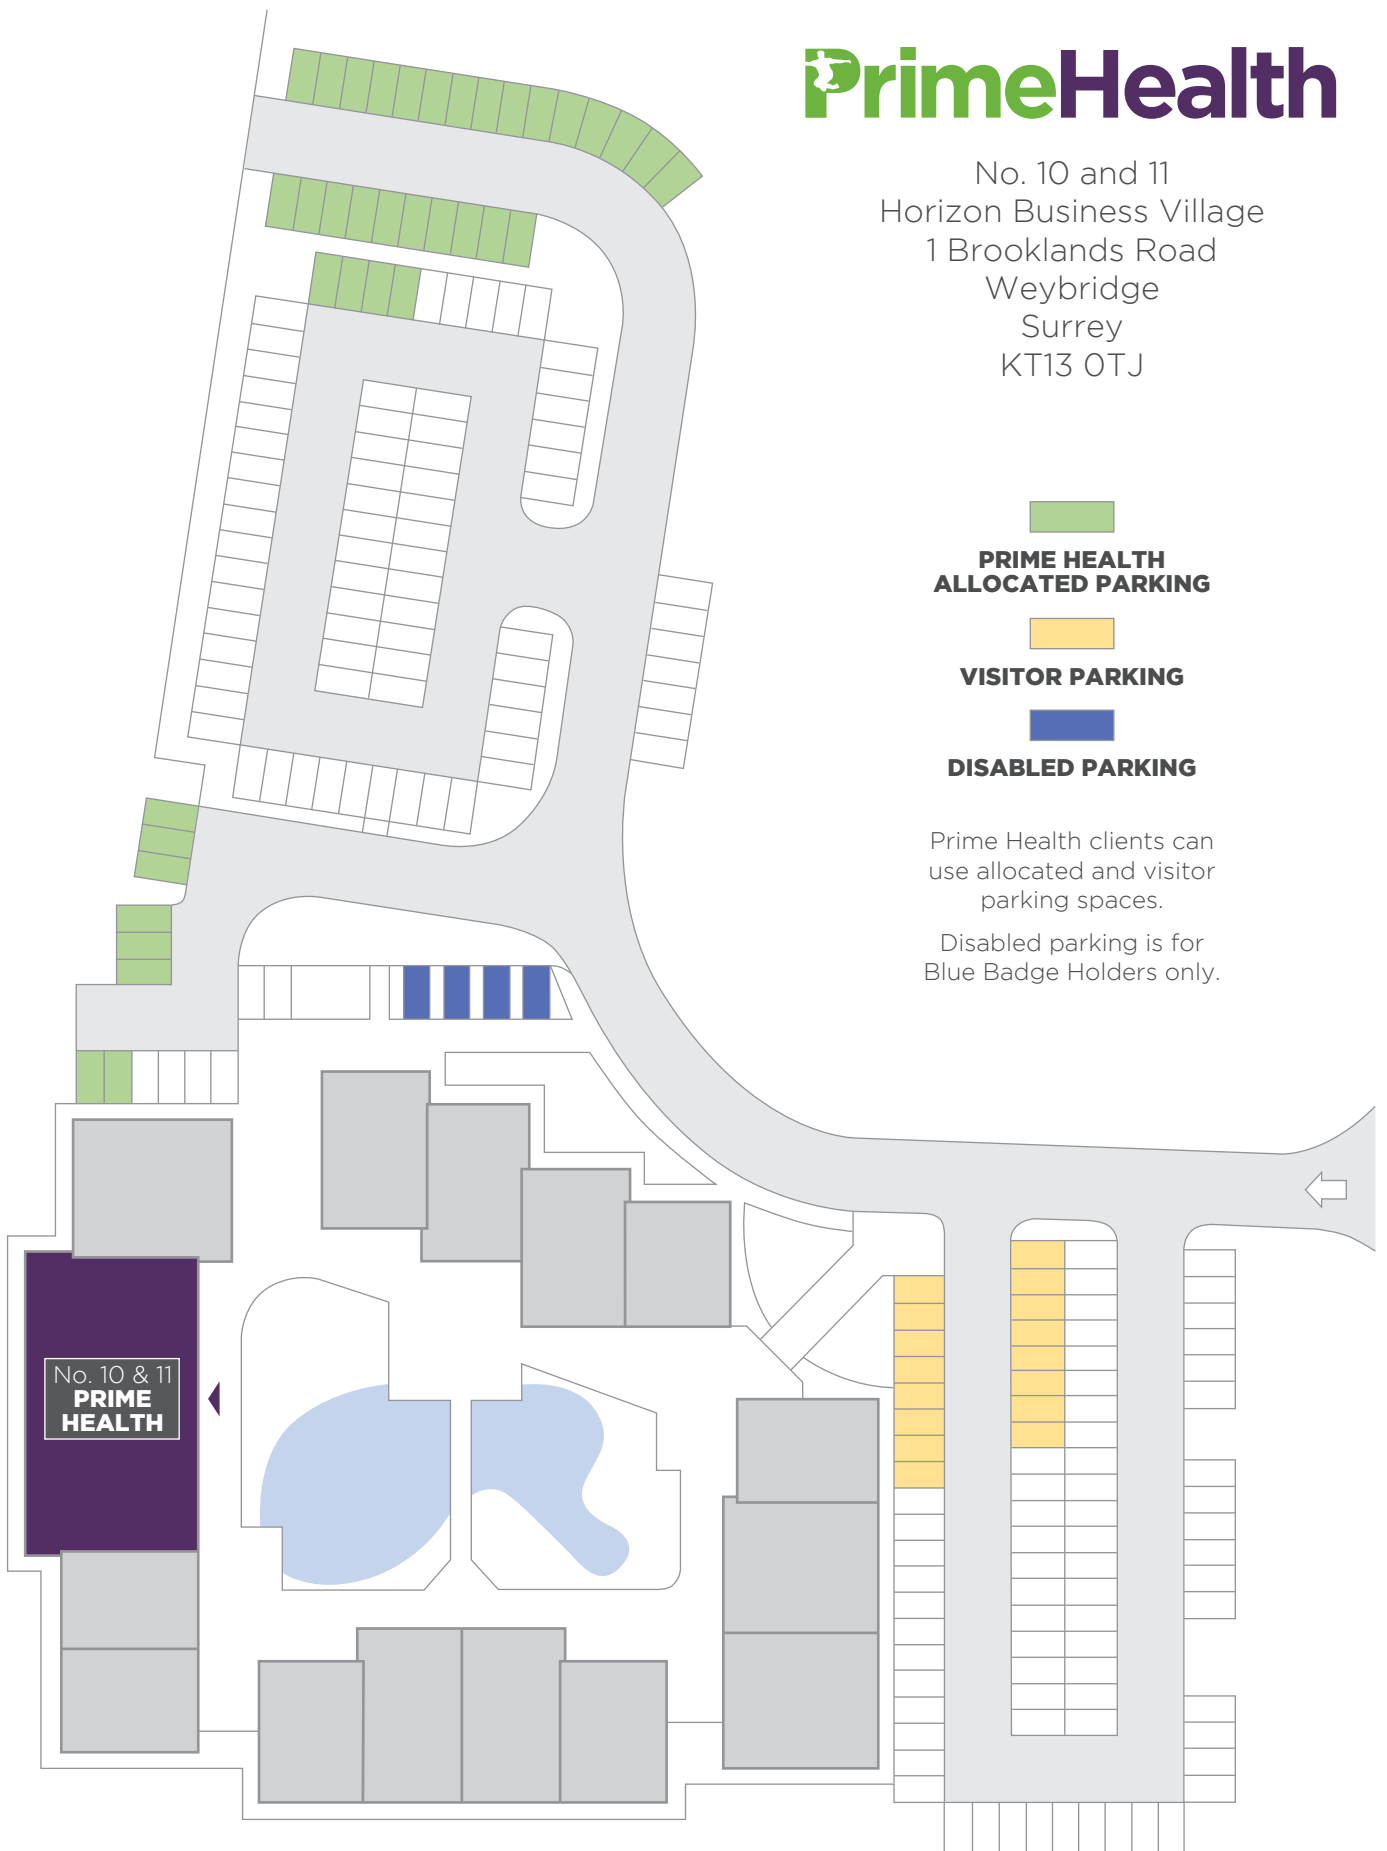 PrimeHealth
No. 10 and 11
Horizon Business Village
1 Brooklands Road
Weybridge
Surrey
KT13 0TJ
PRIME HEALTH
ALLOCATED PARKING
VISITOR PARKING
DISABLED PARKING
Prime Health clients can
use allocated and visitor
parking spaces.
Disabled parking is for
Blue Badge Holders only.
No. 10 & 11
PRIME
HEALTH